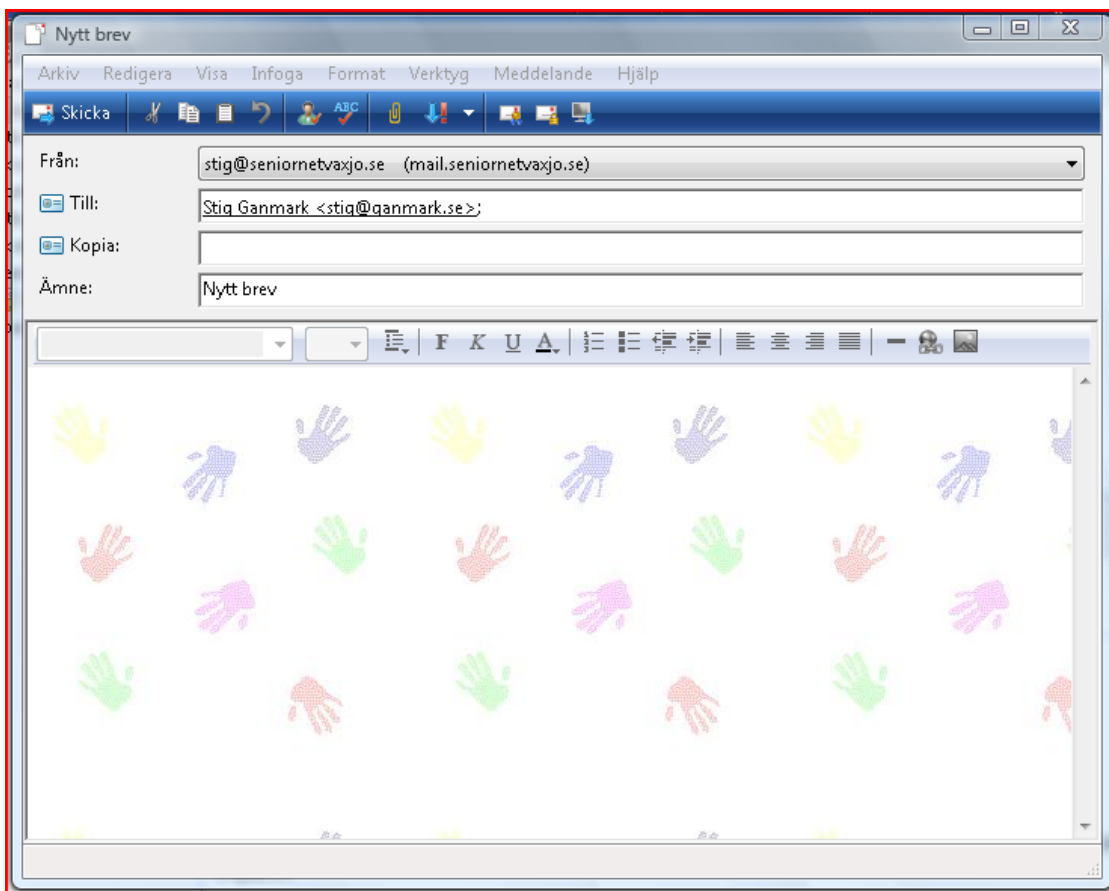 Nytt brev
Arkiv Redigera Visa Infoga Format Verktyg Meddelande Hjälp
Skicka ABC
Från: stig@seniornetvaxjo.se (mail.seniornetvaxjo.se)
Till: Stig Ganmark <stig@ganmark.se>;
Kopia:
Ämne: Nytt brev
F K U A